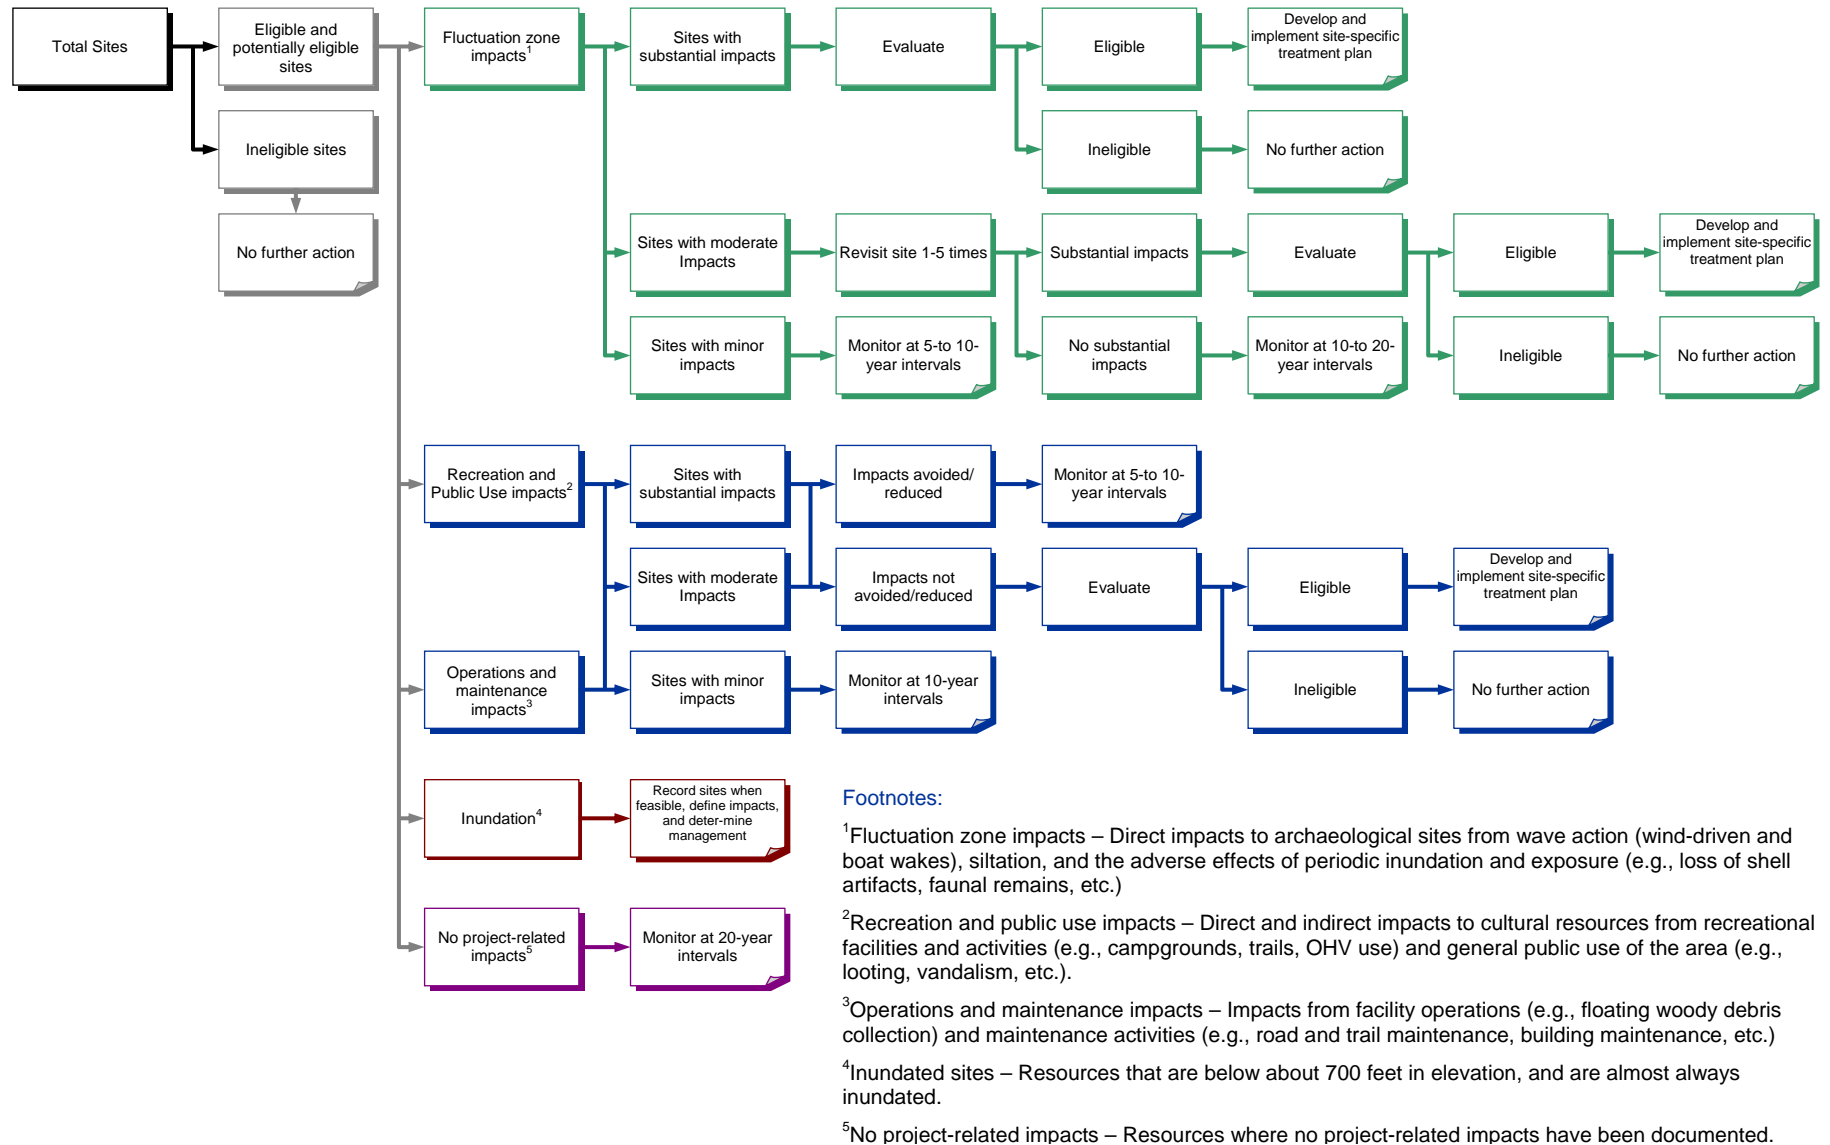 Total Sites
Eligible and
potentially eligible
sites
Fluctuation zone
impacts1
Sites with
substantial impacts
Evaluate
Eligible
Develop and
implement site-specific
treatment plan
Ineligible sites
Ineligible
No further action
No further action
Sites with moderate
Impacts
Revisit site 1-5 times
Substantial impacts
Evaluate
Eligible
Develop and
implement site-specific
treatment plan
Sites with minor
impacts
Monitor at 5-to 10-
year intervals
No substantial
impacts
Monitor at 10-to 20-
year intervals
Ineligible
No further action
Recreation and
Public Use impacts2
Sites with
substantial impacts
Impacts avoided/
reduced
Monitor at 5-to 10-
year intervals
Sites with moderate
Impacts
Impacts not
avoided/reduced
Evaluate
Eligible
Develop and
implement site-specific
treatment plan
Operations and
maintenance
impacts3
Sites with minor
impacts
Monitor at 10-year
intervals
Ineligible
No further action
Inundation4
Record sites when
feasible, define impacts,
and deter-mine
management
No project-related
impacts5
Monitor at 20-year
intervals
Footnotes:
1Fluctuation zone impacts – Direct impacts to archaeological sites from wave action (wind-driven and
boat wakes), siltation, and the adverse effects of periodic inundation and exposure (e.g., loss of shell
artifacts, faunal remains, etc.)
2Recreation and public use impacts – Direct and indirect impacts to cultural resources from recreational
facilities and activities (e.g., campgrounds, trails, OHV use) and general public use of the area (e.g.,
looting, vandalism, etc.).
3Operations and maintenance impacts – Impacts from facility operations (e.g., floating woody debris
collection) and maintenance activities (e.g., road and trail maintenance, building maintenance, etc.)
4Inundated sites – Resources that are below about 700 feet in elevation, and are almost always
inundated.
5No project-related impacts – Resources where no project-related impacts have been documented.